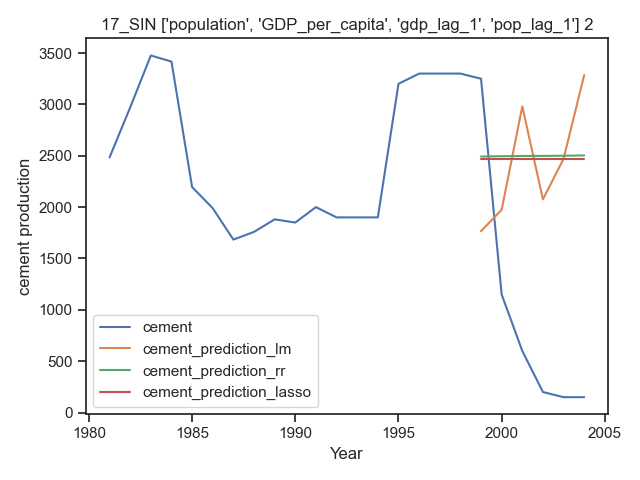 17_SIN ['population', 'GDP_per_capita', 'gdp_lag_1', 'pop_lag_1'] 2
3500
3000
2500
2000
1500
1000
500
0
cement production
cement
cement_prediction_lm
cement_prediction_rr
cement_prediction_lasso
1980
1985
1990
1995
2000
2005
Year